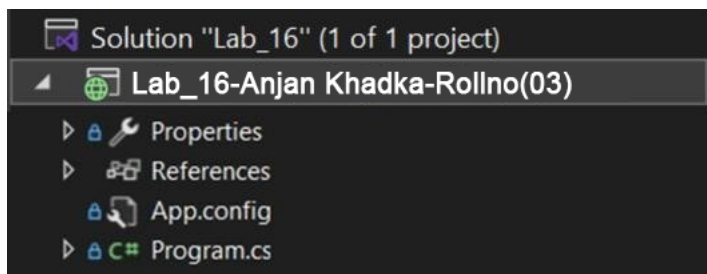 Solution "Lab_16" (1 of 1 project)
Lab_16-Anjan Khadka-Rollno(03)
Properties
References
App.config
C# Program.cs